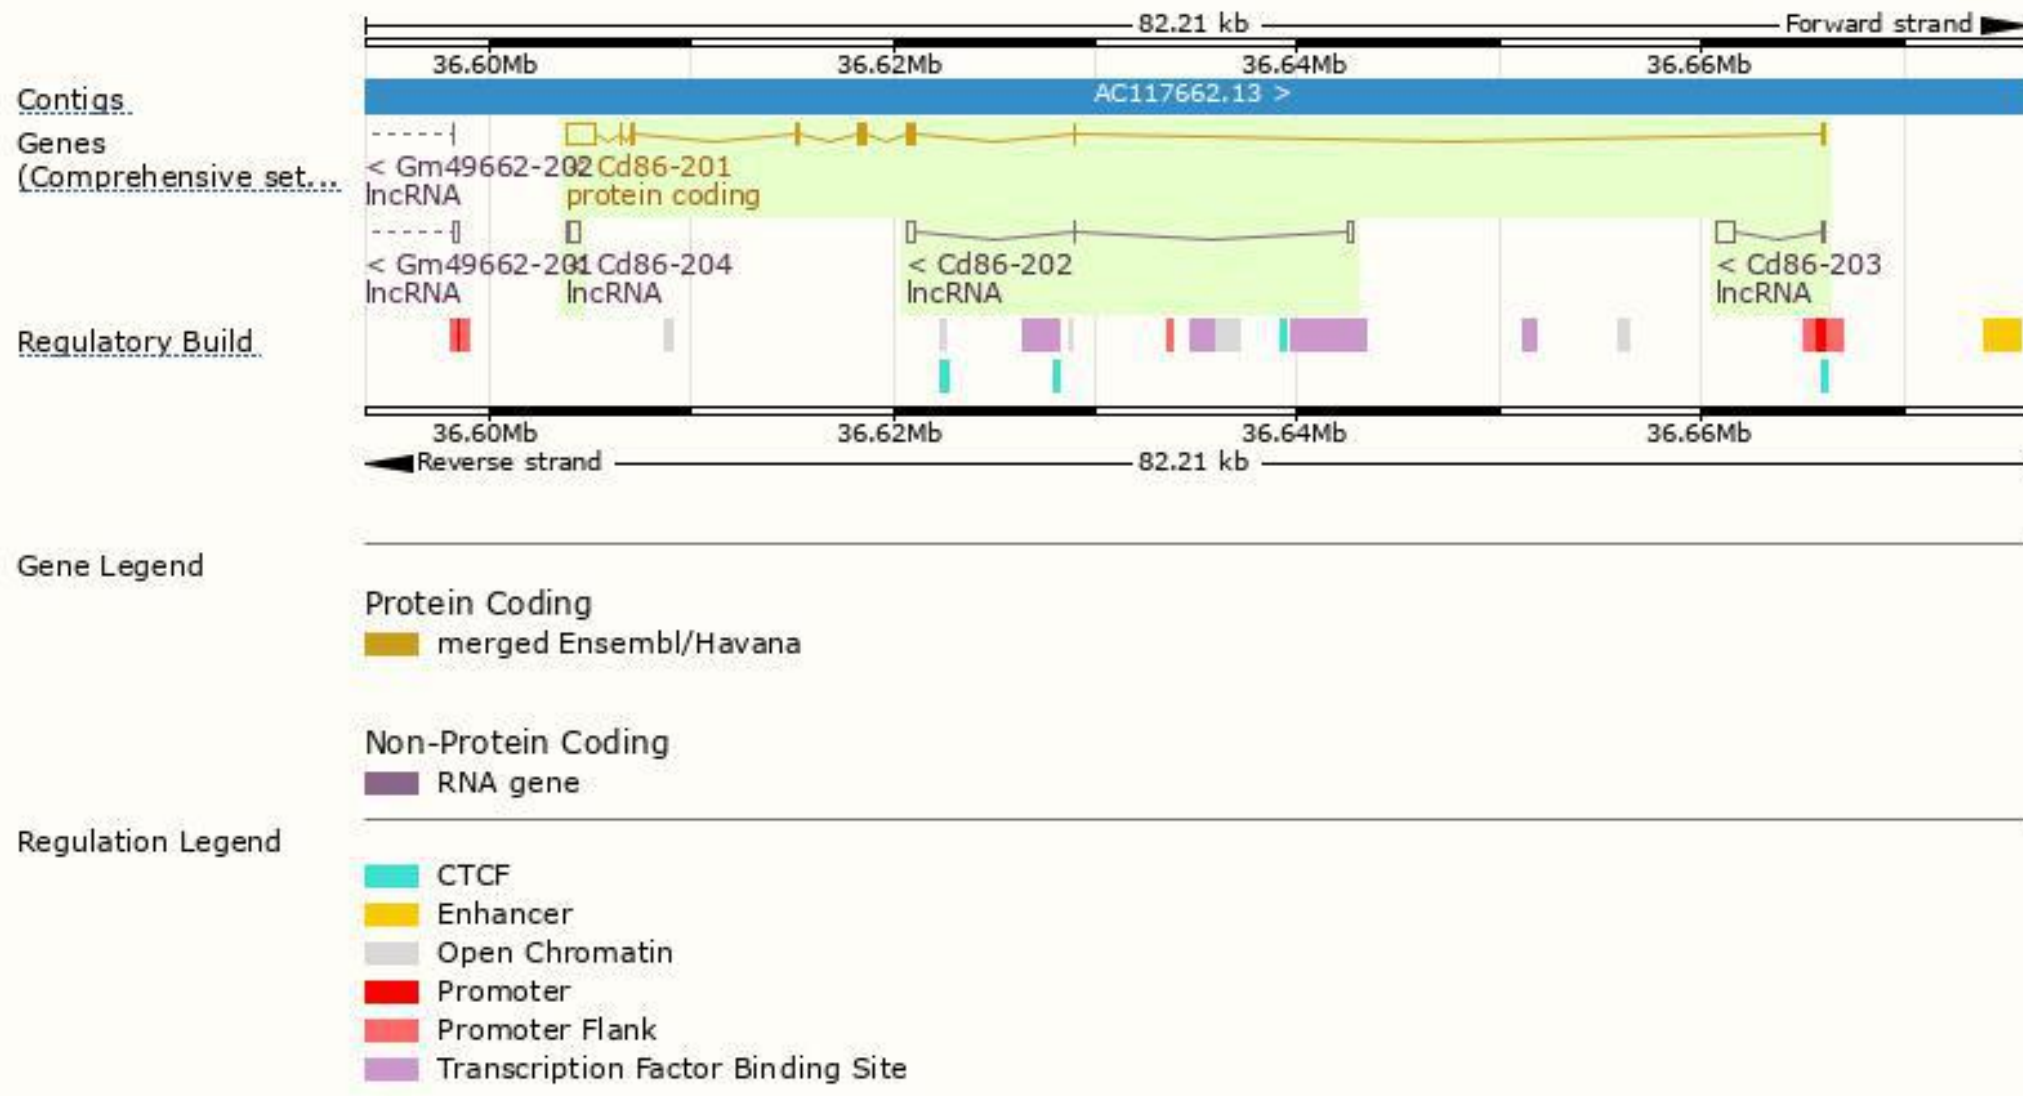 82.21 kb Forward strand
36.60Mb 36.62Mb 36.64Mb 36.66Mb
Contigs AC117662.13 >
Genes
(Comprehensive set...
< Gm49662-202 < Cd86-201
lncRNA protein coding
< Gm49662-201 < Cd86-204 < Cd86-202 < Cd86-203
lncRNA lncRNA lncRNA lncRNA
Regulatory Build
36.60Mb 36.62Mb 36.64Mb 36.66Mb
Reverse strand 82.21 kb
Gene Legend
Protein Coding
merged Ensembl/Havana
Non-Protein Coding
RNA gene
Regulation Legend
CTCF
Enhancer
Open Chromatin
Promoter
Promoter Flank
Transcription Factor Binding Site